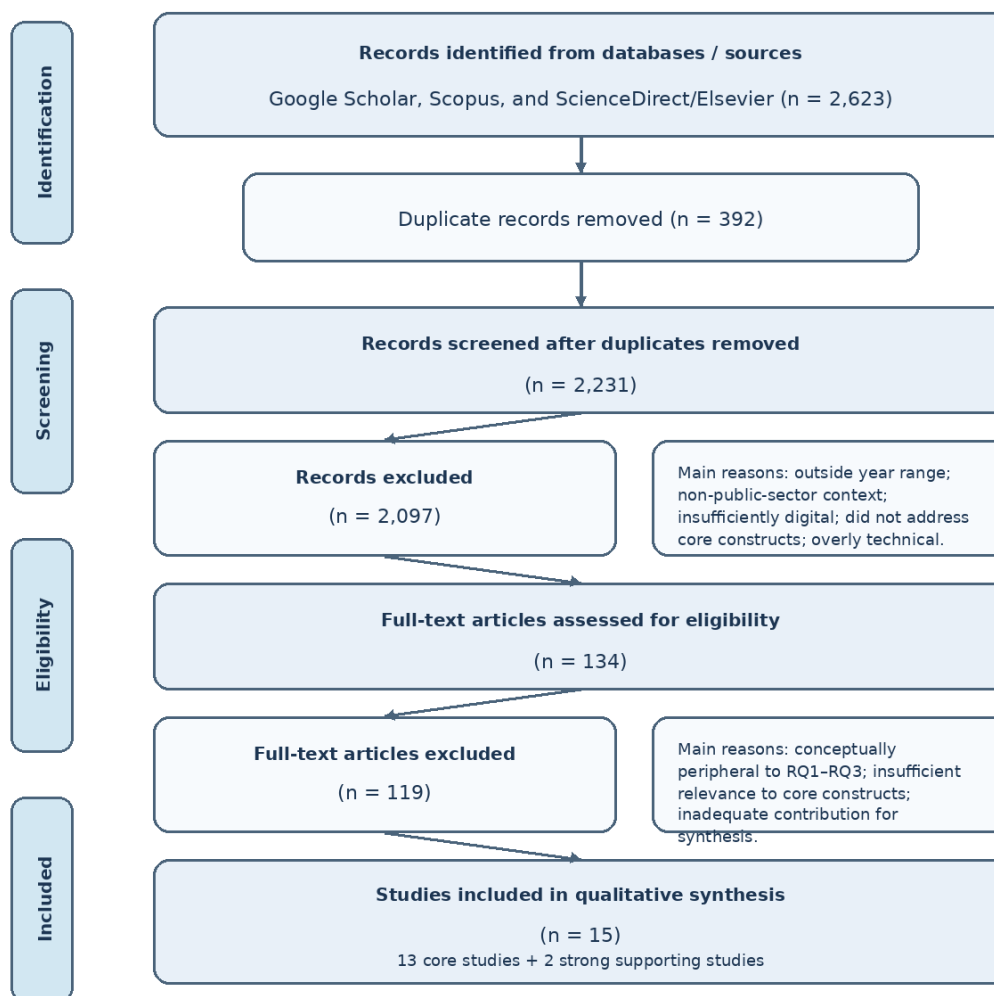 Identification
Records identified from databases / sources
Google Scholar, Scopus, and ScienceDirect/Elsevier (n = 2,623)
Duplicate records removed (n = 392)
Screening
Records screened after duplicates removed
(n = 2,231)
Records excluded
(n = 2,097)
Main reasons: outside year range;
non-public-sector context;
insufficiently digital; did not address
core constructs; overly technical.
Eligibility
Full-text articles assessed for eligibility
(n = 134)
Full-text articles excluded
(n = 119)
Main reasons: conceptually
peripheral to RQ1–RQ3; insufficient
relevance to core constructs;
inadequate contribution for
synthesis.
Included
Studies included in qualitative synthesis
(n = 15)
13 core studies + 2 strong supporting studies